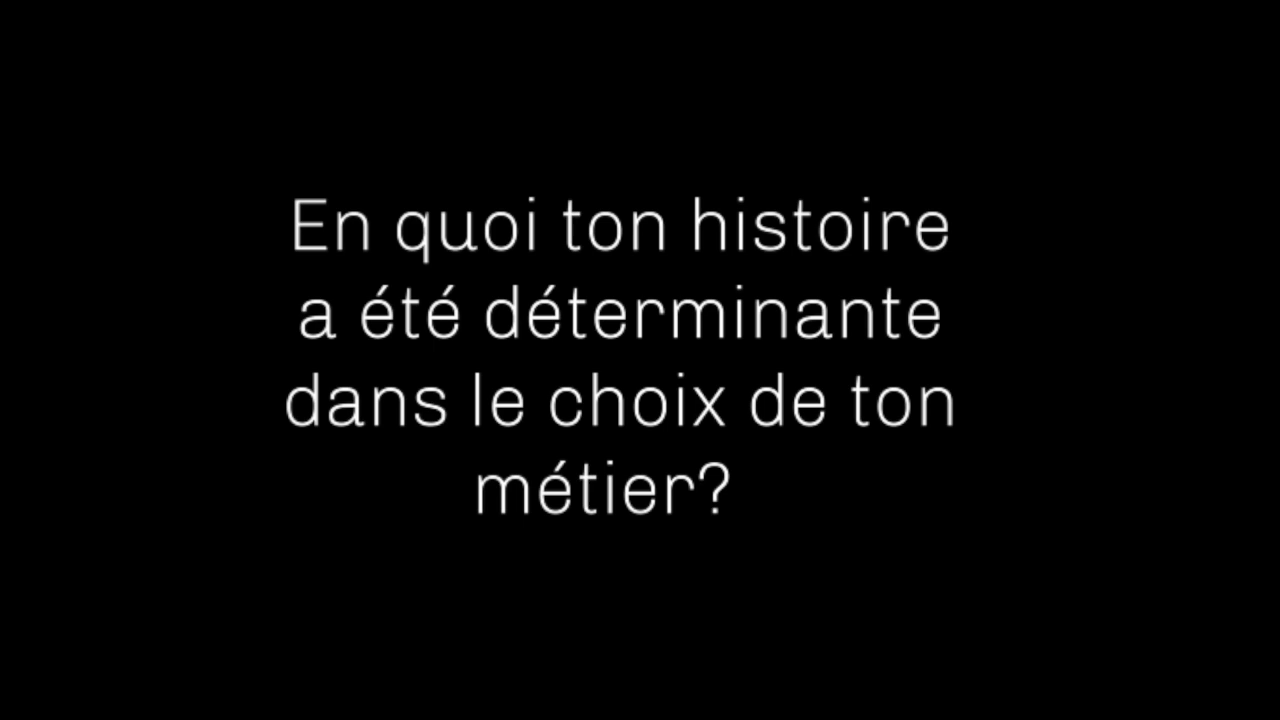 En quoi ton histoire
a été déterminante
dans le choix de ton
métier?